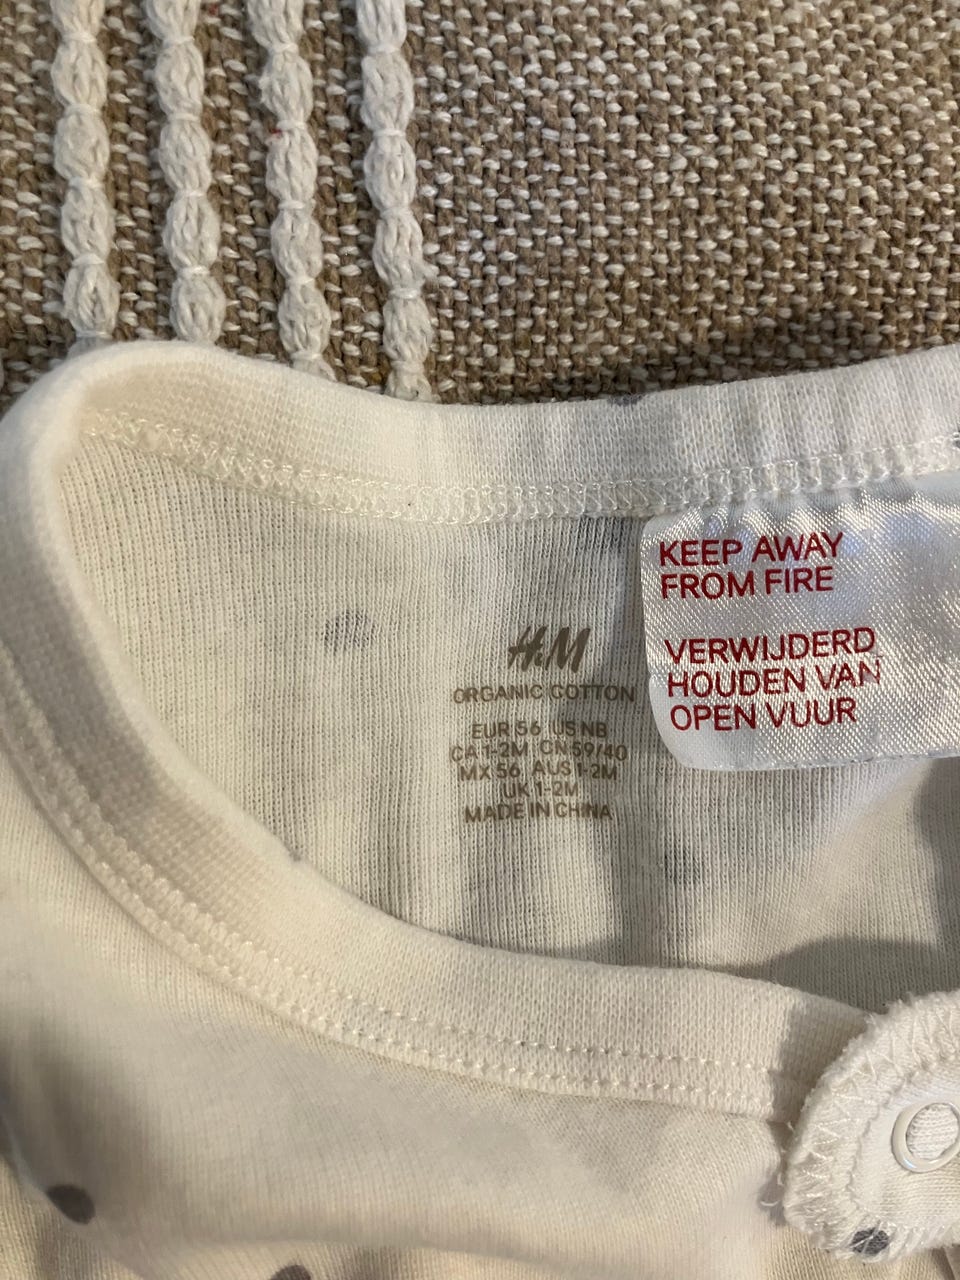 H&M
ORGANIC COTTON
EUR 56 US NB
CA 1-2M CN 59/40
MX 56 AUS 1-2M
UK 1-2M
MADE IN CHINA
KEEP AWAY
FROM FIRE
VERWIJDERD
HOUDEN VAN
OPEN VUUR